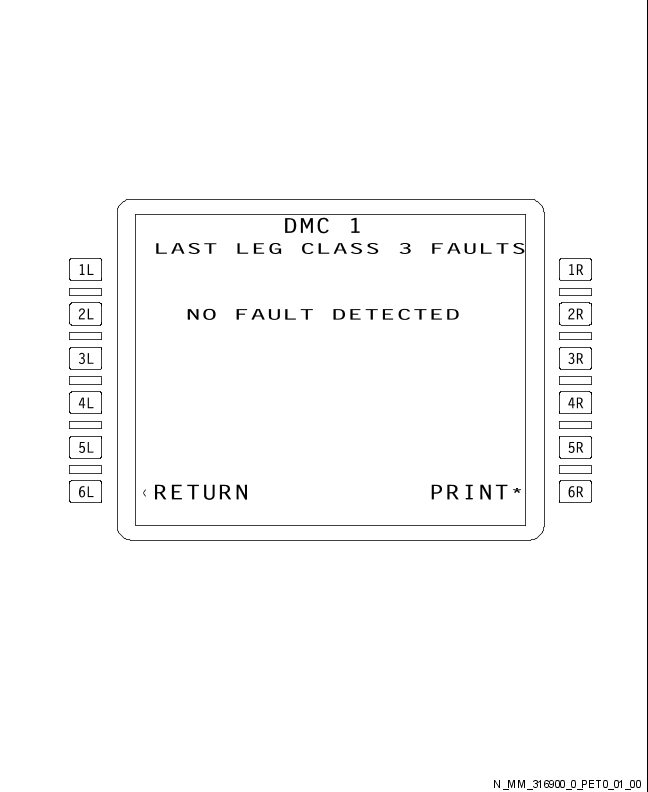 DMC 1
LAST LEG CLASS 3 FAULTS
1L 1R
2L NO FAULT DETECTED 2R
3L 3R
4L 4R
5L 5R
6L ‹RETURN PRINT* 6R
N_MM_316900_0_PET0_01_00